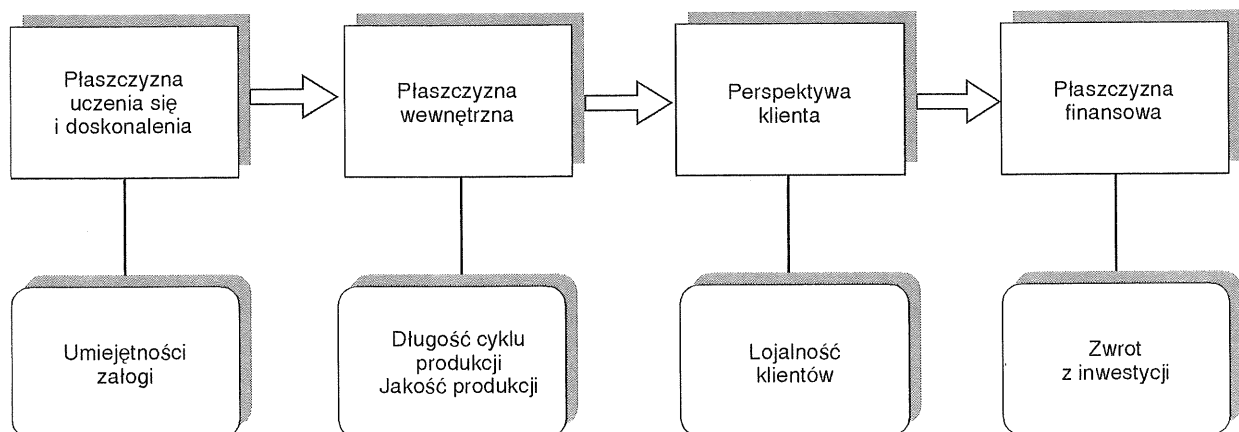 Płaszczyzna
uczenia się
i doskonalenia
Płaszczyzna
wewnętrzna
Perspektywa
klienta
Płaszczyzna
finansowa
Umiejętności
załogi
Długość cyklu
produkcji
Jakość produkcji
Lojalność
klientów
Zwrot
z inwestycji